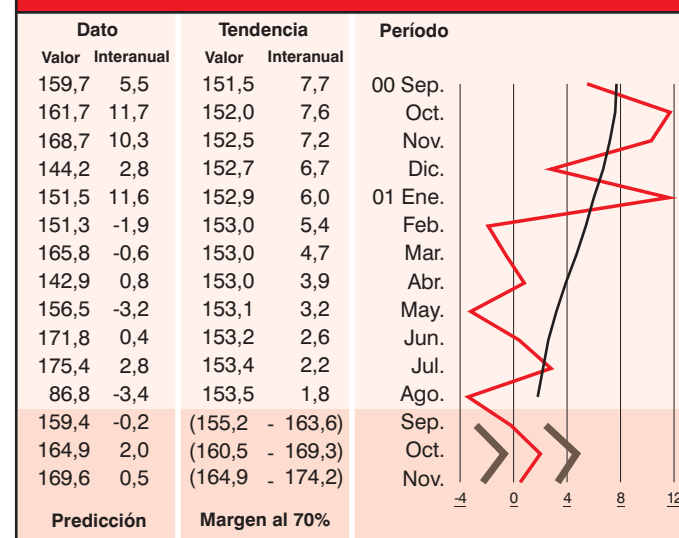 Dato Tendencia Período
Valor Interanual Valor Interanual
159,7 5,5 151,5 7,7 00 Sep.
161,7 11,7 152,0 7,6 Oct.
168,7 10,3 152,5 7,2 Nov.
144,2 2,8 152,7 6,7 Dic.
151,5 11,6 152,9 6,0 01 Ene.
151,3 -1,9 153,0 5,4 Feb.
165,8 -0,6 153,0 4,7 Mar.
142,9 0,8 153,0 3,9 Abr.
156,5 -3,2 153,1 3,2 May.
171,8 0,4 153,2 2,6 Jun.
175,4 2,8 153,4 2,2 Jul.
86,8 -3,4 153,5 1,8 Ago.
159,4 -0,2 (155,2 - 163,6) Sep.
164,9 2,0 (160,5 - 169,3) Oct.
169,6 0,5 (164,9 - 174,2) Nov.
-4 0 4 8 12
Predicción Margen al 70%